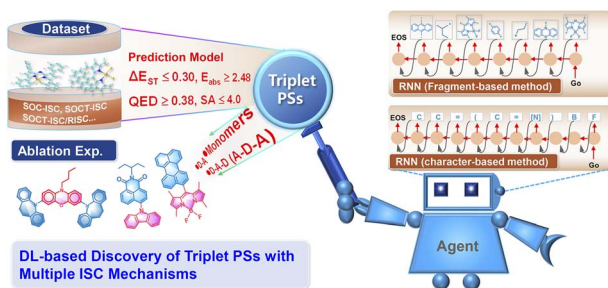 Dataset
SOC-ISC, SOCT-ISC
SOCT-ISC/RISC...
Ablation Exp.
Prediction Model
ΔE_ST ≤ 0.30, E_abs ≥ 2.48
QED ≥ 0.38, SA ≤ 4.0
Triplet PSs
Monomers
D-A
D-A-D (A-D-A)
N
O
N
N
O
N
O
N
N
N
B
F
F
DL-based Discovery of Triplet PSs with
Multiple ISC Mechanisms
EOS
Go
RNN (Fragment-based method)
EOS
C C = ( C = [N] ) B F
Go
RNN (character-based method)
Agent